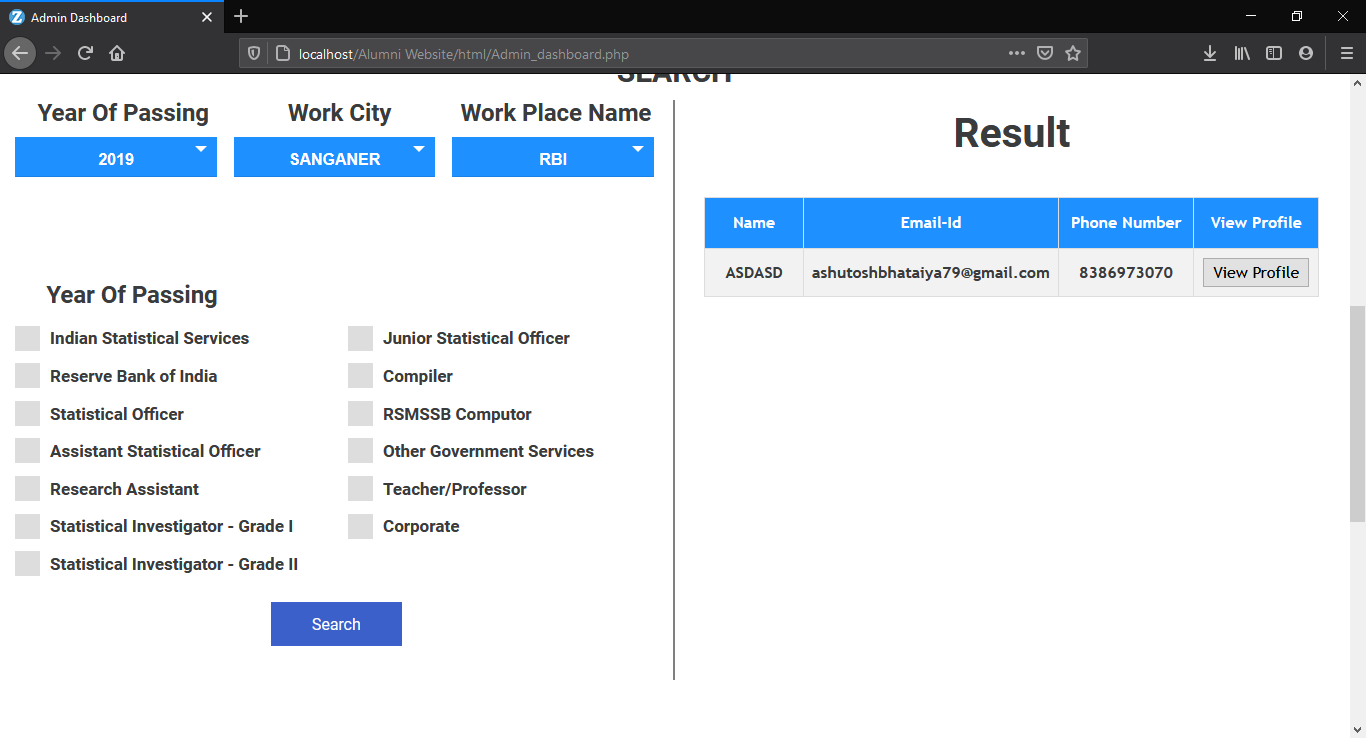 Admin Dashboard
localhost/Alumni Website/html/Admin_dashboard.php
SEARCH
Year Of Passing Work City Work Place Name
2019 SANGANER RBI
Year Of Passing
Indian Statistical Services Junior Statistical Officer
Reserve Bank of India Compiler
Statistical Officer RSMSSB Computor
Assistant Statistical Officer Other Government Services
Research Assistant Teacher/Professor
Statistical Investigator - Grade I Corporate
Statistical Investigator - Grade II
Search
Result
Name Email-Id Phone Number View Profile
ASDASD ashutoshbhataiya79@gmail.com 8386973070 View Profile